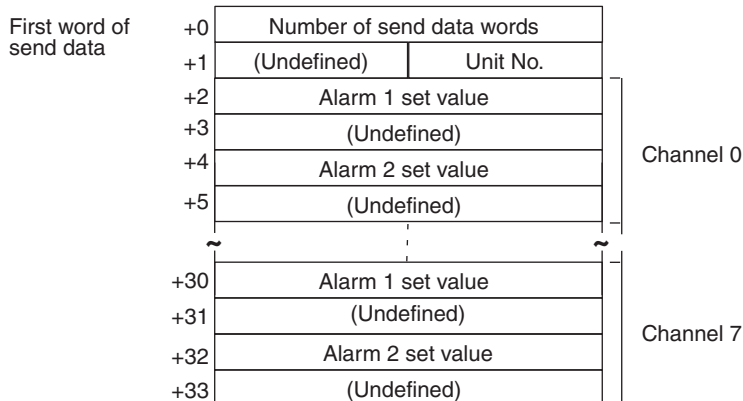 First word of
send data
+0 Number of send data words
+1 (Undefined) Unit No.
+2 Alarm 1 set value
+3 (Undefined)
+4 Alarm 2 set value
+5 (Undefined)
Channel 0
~ ~
+30 Alarm 1 set value
+31 (Undefined)
+32 Alarm 2 set value
+33 (Undefined)
Channel 7